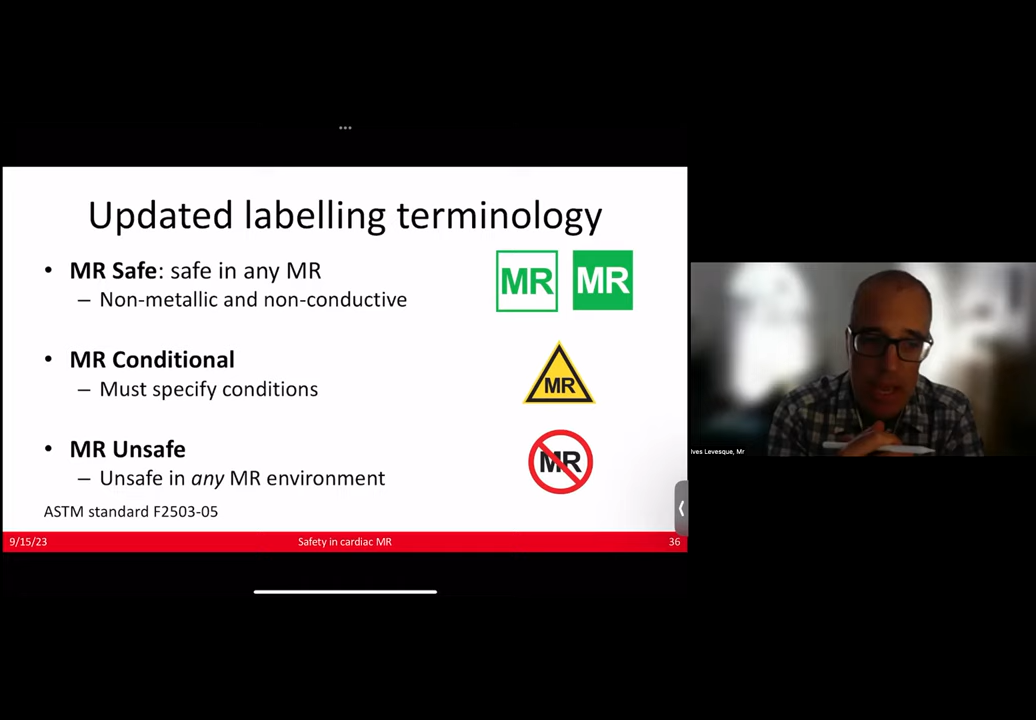 Updated labelling terminology
• MR Safe: safe in any MR
– Non-metallic and non-conductive
MR MR
• MR Conditional
– Must specify conditions
MR
• MR Unsafe
– Unsafe in any MR environment
MR
ASTM standard F2503-05
9/15/23 Safety in cardiac MR 36
Ives Levesque, Mr